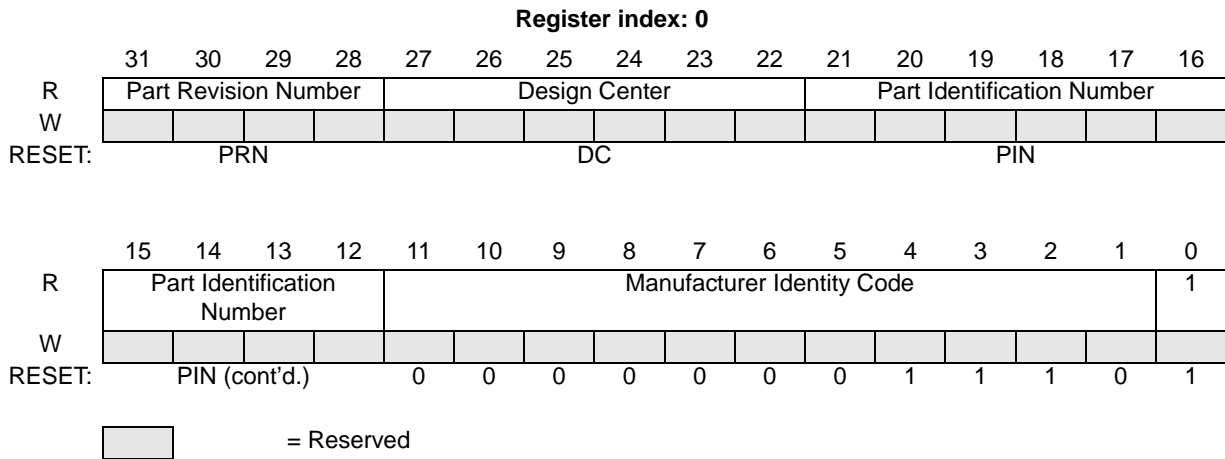 Register index: 0
31 30 29 28 27 26 25 24 23 22 21 20 19 18 17 16
R Part Revision Number Design Center Part Identification Number
W
RESET: PRN DC PIN
15 14 13 12 11 10 9 8 7 6 5 4 3 2 1 0
R Part Identification Manufacturer Identity Code 1
Number
W
RESET: PIN (cont'd.) 0 0 0 0 0 0 0 1 1 1 0 1
= Reserved